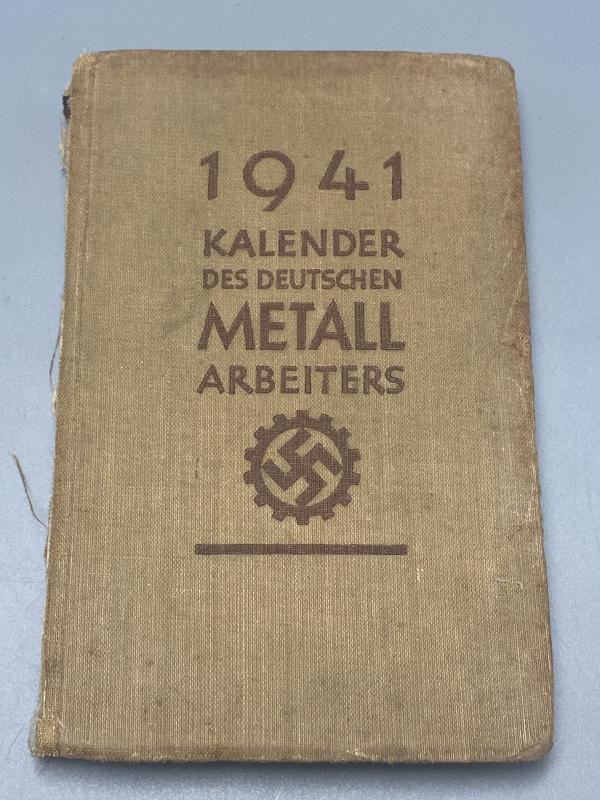 1941
KALENDER
DES DEUTSCHEN
METALL
ARBEITERS